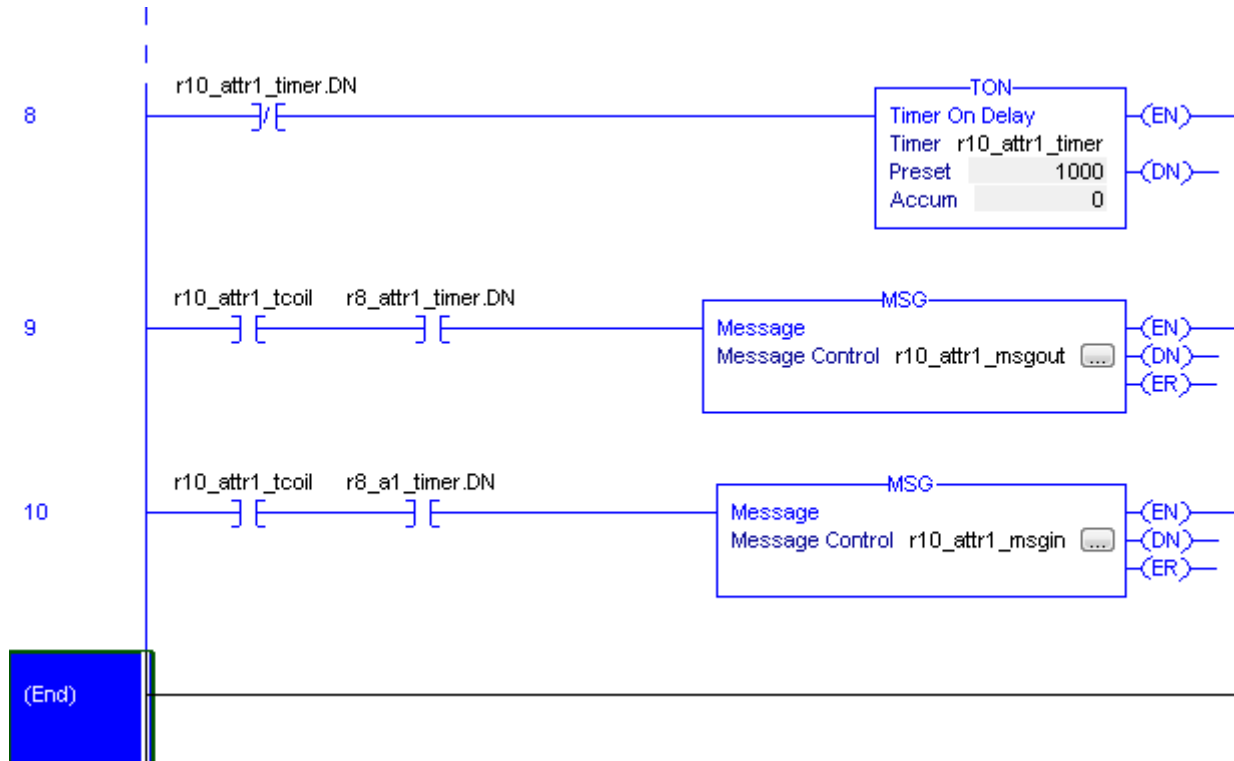 r10_attr1_timer.DN
TON
8
Timer On Delay
(EN)
Timer r10_attr1_timer
Preset 1000
(DN)
Accum 0
r10_attr1_tcoil r8_attr1_timer.DN
MSG
9
Message
(EN)
Message Control r10_attr1_msgout ...
(DN)
(ER)
r10_attr1_tcoil r8_a1_timer.DN
MSG
10
Message
(EN)
Message Control r10_attr1_msgin ...
(DN)
(ER)
(End)